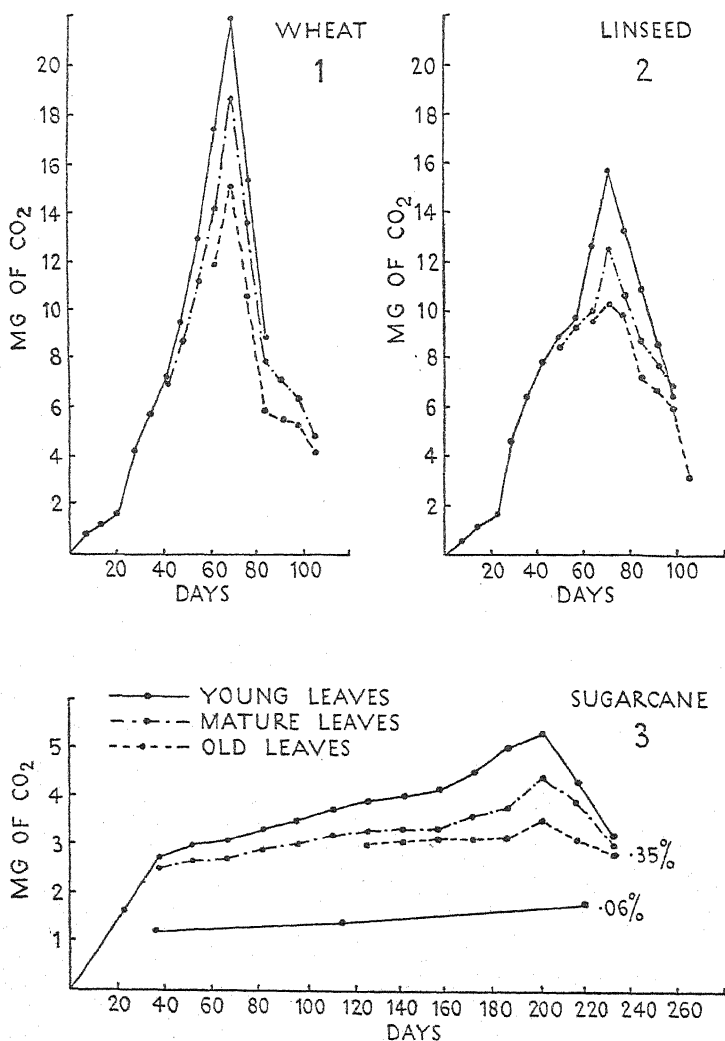 WHEAT
1
MG OF CO2
20
18
16
14
12
10
8
6
4
2
20 40 60 80 100
DAYS
LINSEED
2
MG OF CO2
20
18
16
14
12
10
8
6
4
2
20 40 60 80 100
DAYS
YOUNG LEAVES
MATURE LEAVES
OLD LEAVES
SUGARCANE
3
MG OF CO2
5
4
3
2
1
·35%
·06%
20 40 60 80 100 120 140 160 180 200 220 240 260
DAYS